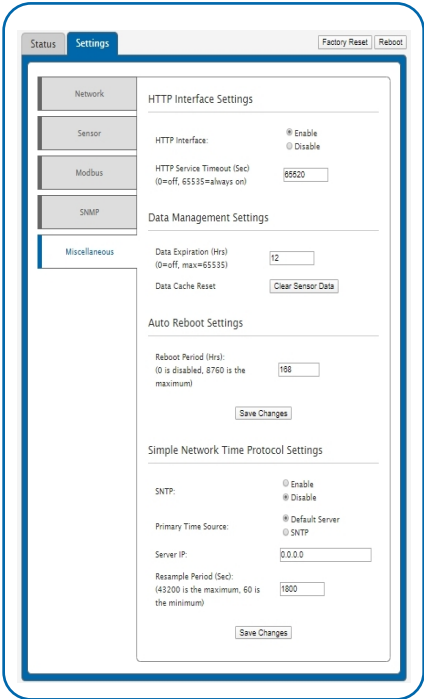 Status
Settings
Factory Reset
Reboot
Network
Sensor
Modbus
SNMP
Miscellaneous
HTTP Interface Settings
HTTP Interface:
Enable
Disable
HTTP Service Timeout (Sec)
(0=off, 65535=always on)
65520
Data Management Settings
Data Expiration (Hrs)
(0=off, max=65535)
12
Data Cache Reset
Clear Sensor Data
Auto Reboot Settings
Reboot Period (Hrs):
(0 is disabled, 8760 is the
maximum)
168
Save Changes
Simple Network Time Protocol Settings
SNTP:
Enable
Disable
Primary Time Source:
Default Server
SNTP
Server IP:
0.0.0.0
Resample Period (Sec):
(43200 is the maximum, 60 is
the minimum)
1800
Save Changes